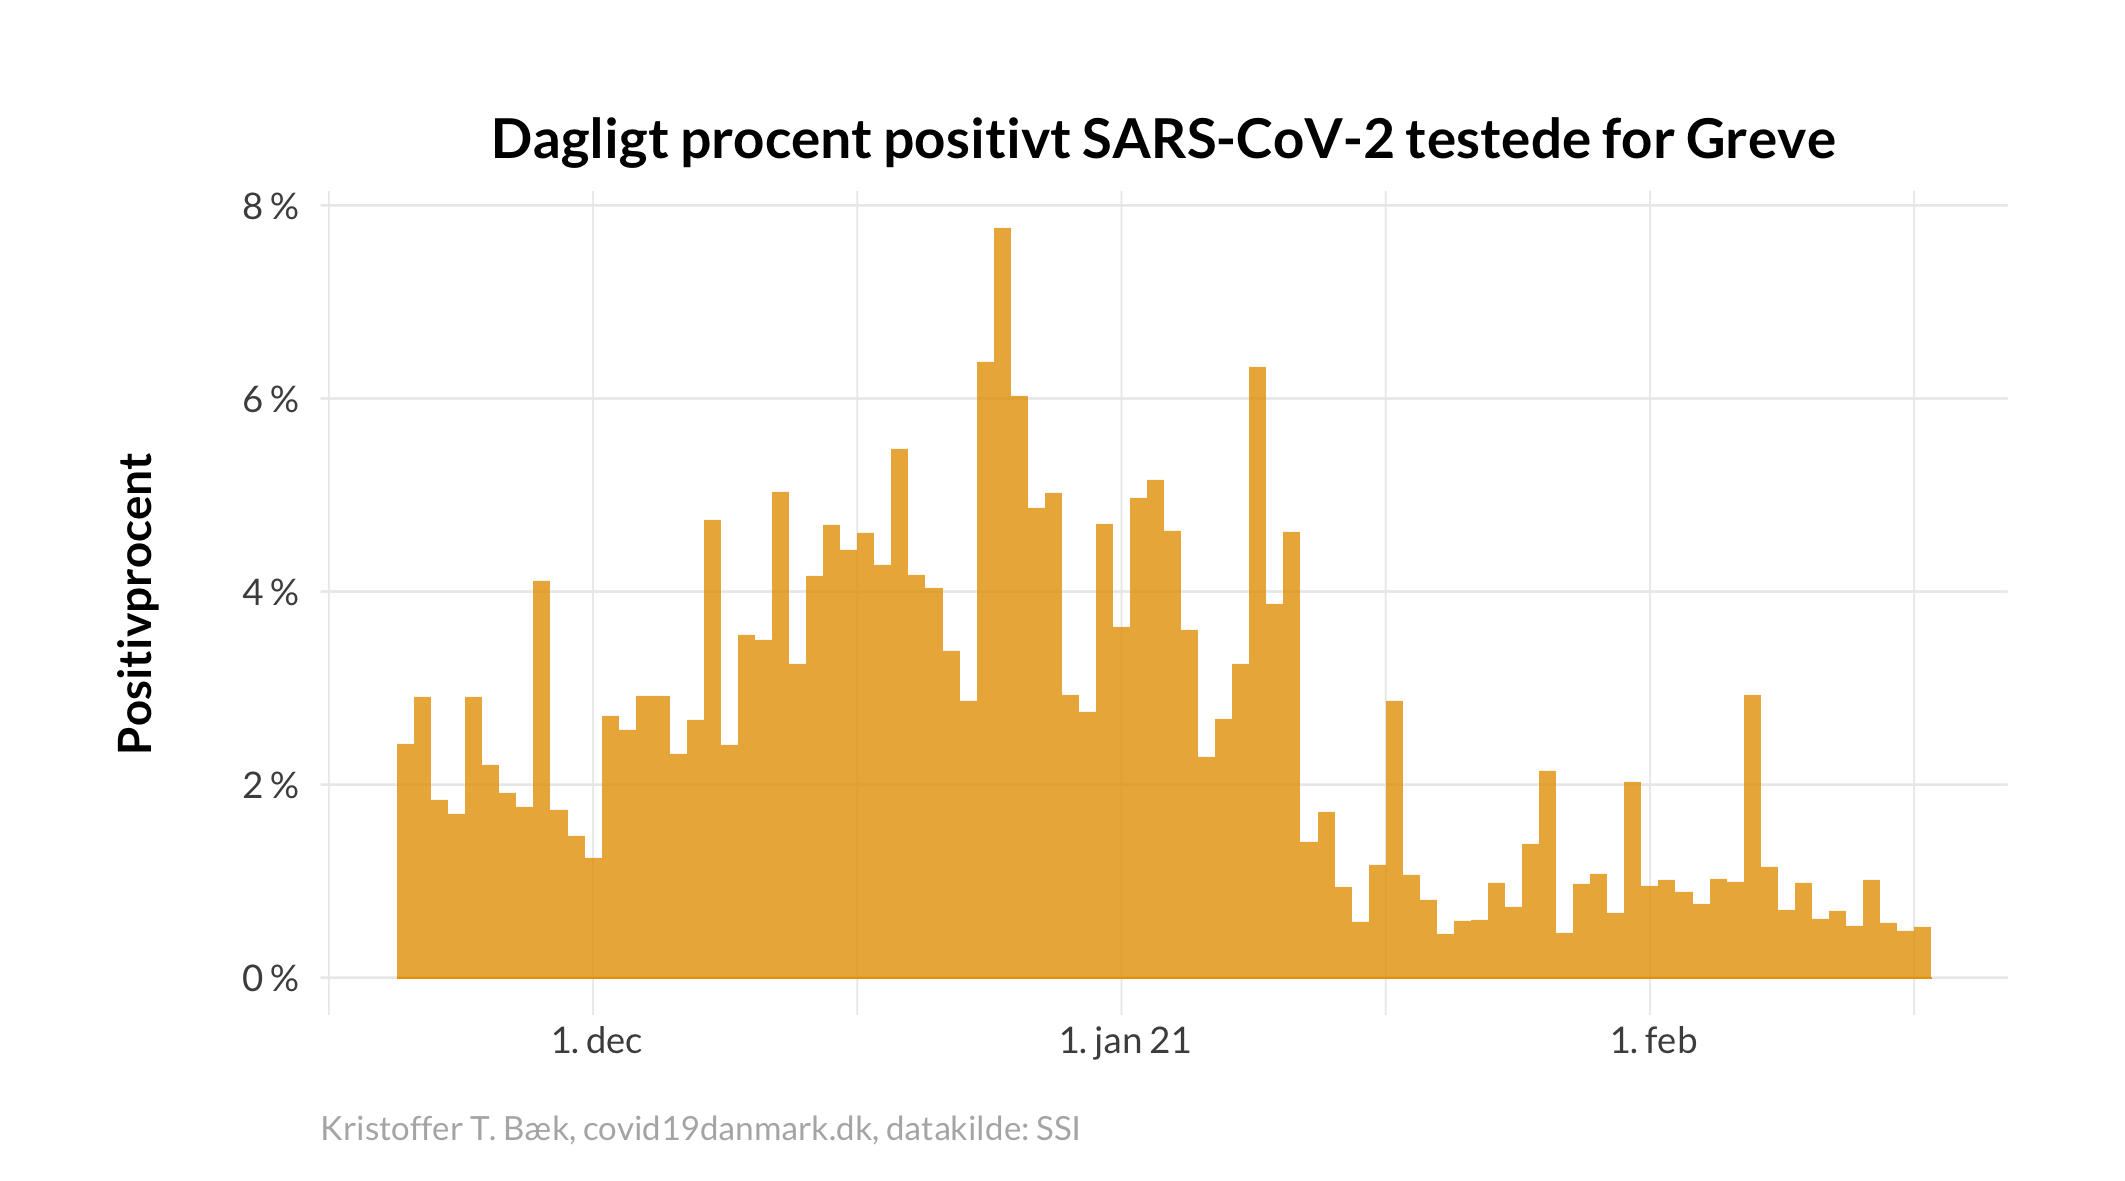 Dagligt procent positivt SARS-CoV-2 testede for Greve
Positivprocent
8 %
6 %
4 %
2 %
0 %
1. dec
1. jan 21
1. feb
Kristoffer T. Bæk, covid19danmark.dk, datakilde: SSI